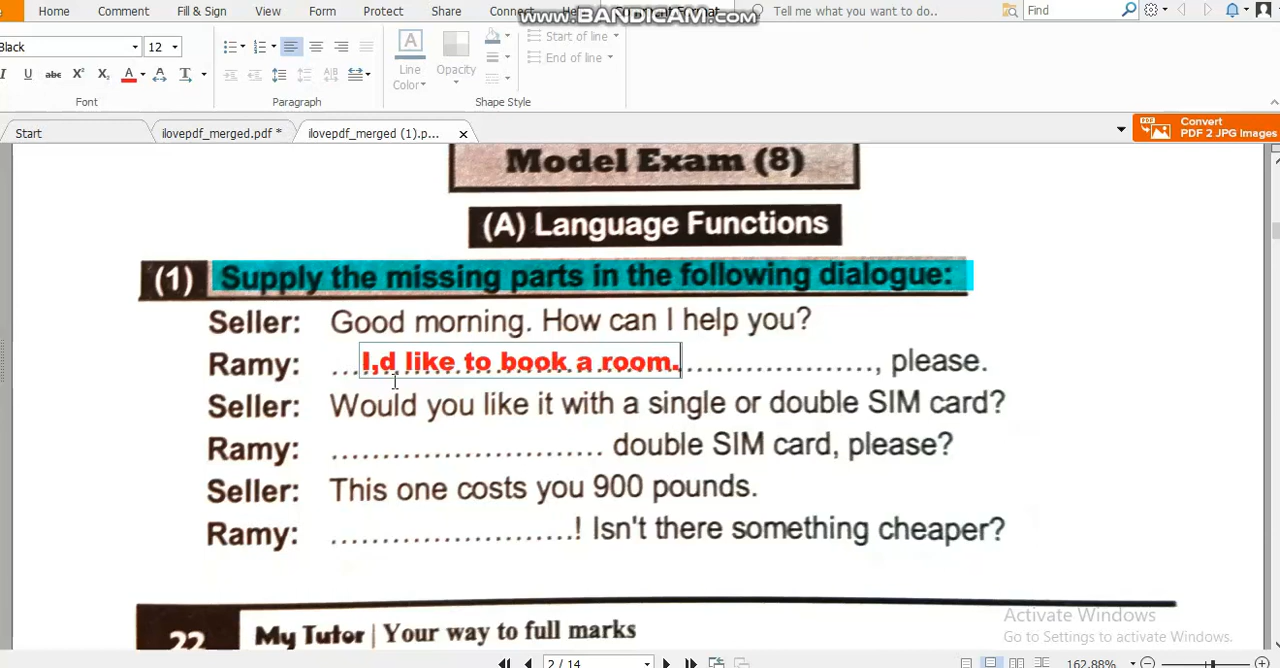 Home Comment Fill & Sign View Form Protect Share Connect Tell me what you want to do.. Find
www.BANDICAM.com
Black 12
I U abc X² X₂ A A T
Line Color
Opacity
Start of line
End of line
Font Paragraph Shape Style
Start ilovepdf_merged.pdf * ilovepdf_merged (1).p... Convert
PDF 2 JPG Images
Model Exam (8)
(A) Language Functions
(1) Supply the missing parts in the following dialogue:
Seller: Good morning. How can I help you?
Ramy: ...I,d like to book a room. ...................., please.
Seller: Would you like it with a single or double SIM card?
Ramy: ............................ double SIM card, please?
Seller: This one costs you 900 pounds.
Ramy: .........................! Isn't there something cheaper?
22 My Tutor | Your way to full marks
Activate Windows
Go to Settings to activate Windows.
2 / 14 162.88%